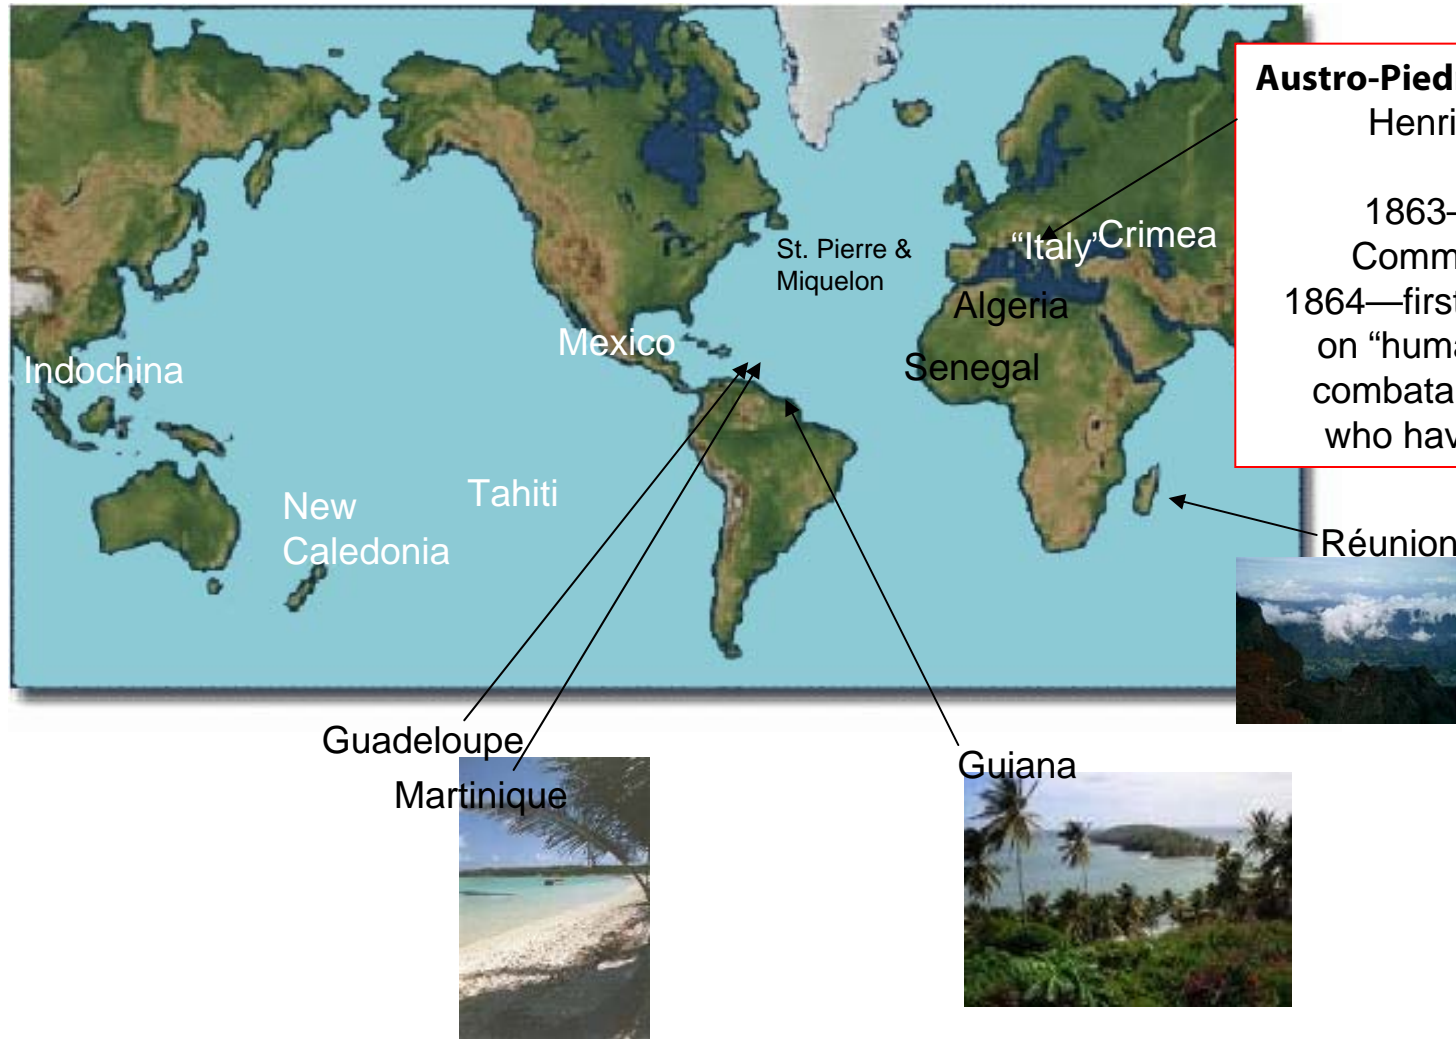 Austro-Pied
Henri
1863-
Comm
1864—first
on “huma
combata
who hav
St. Pierre &
Miquelon
“Italy”
Crimea
Algeria
Mexico
Senegal
Indochina
Tahiti
New
Caledonia
Réunion
Guadeloupe
Martinique
Guiana